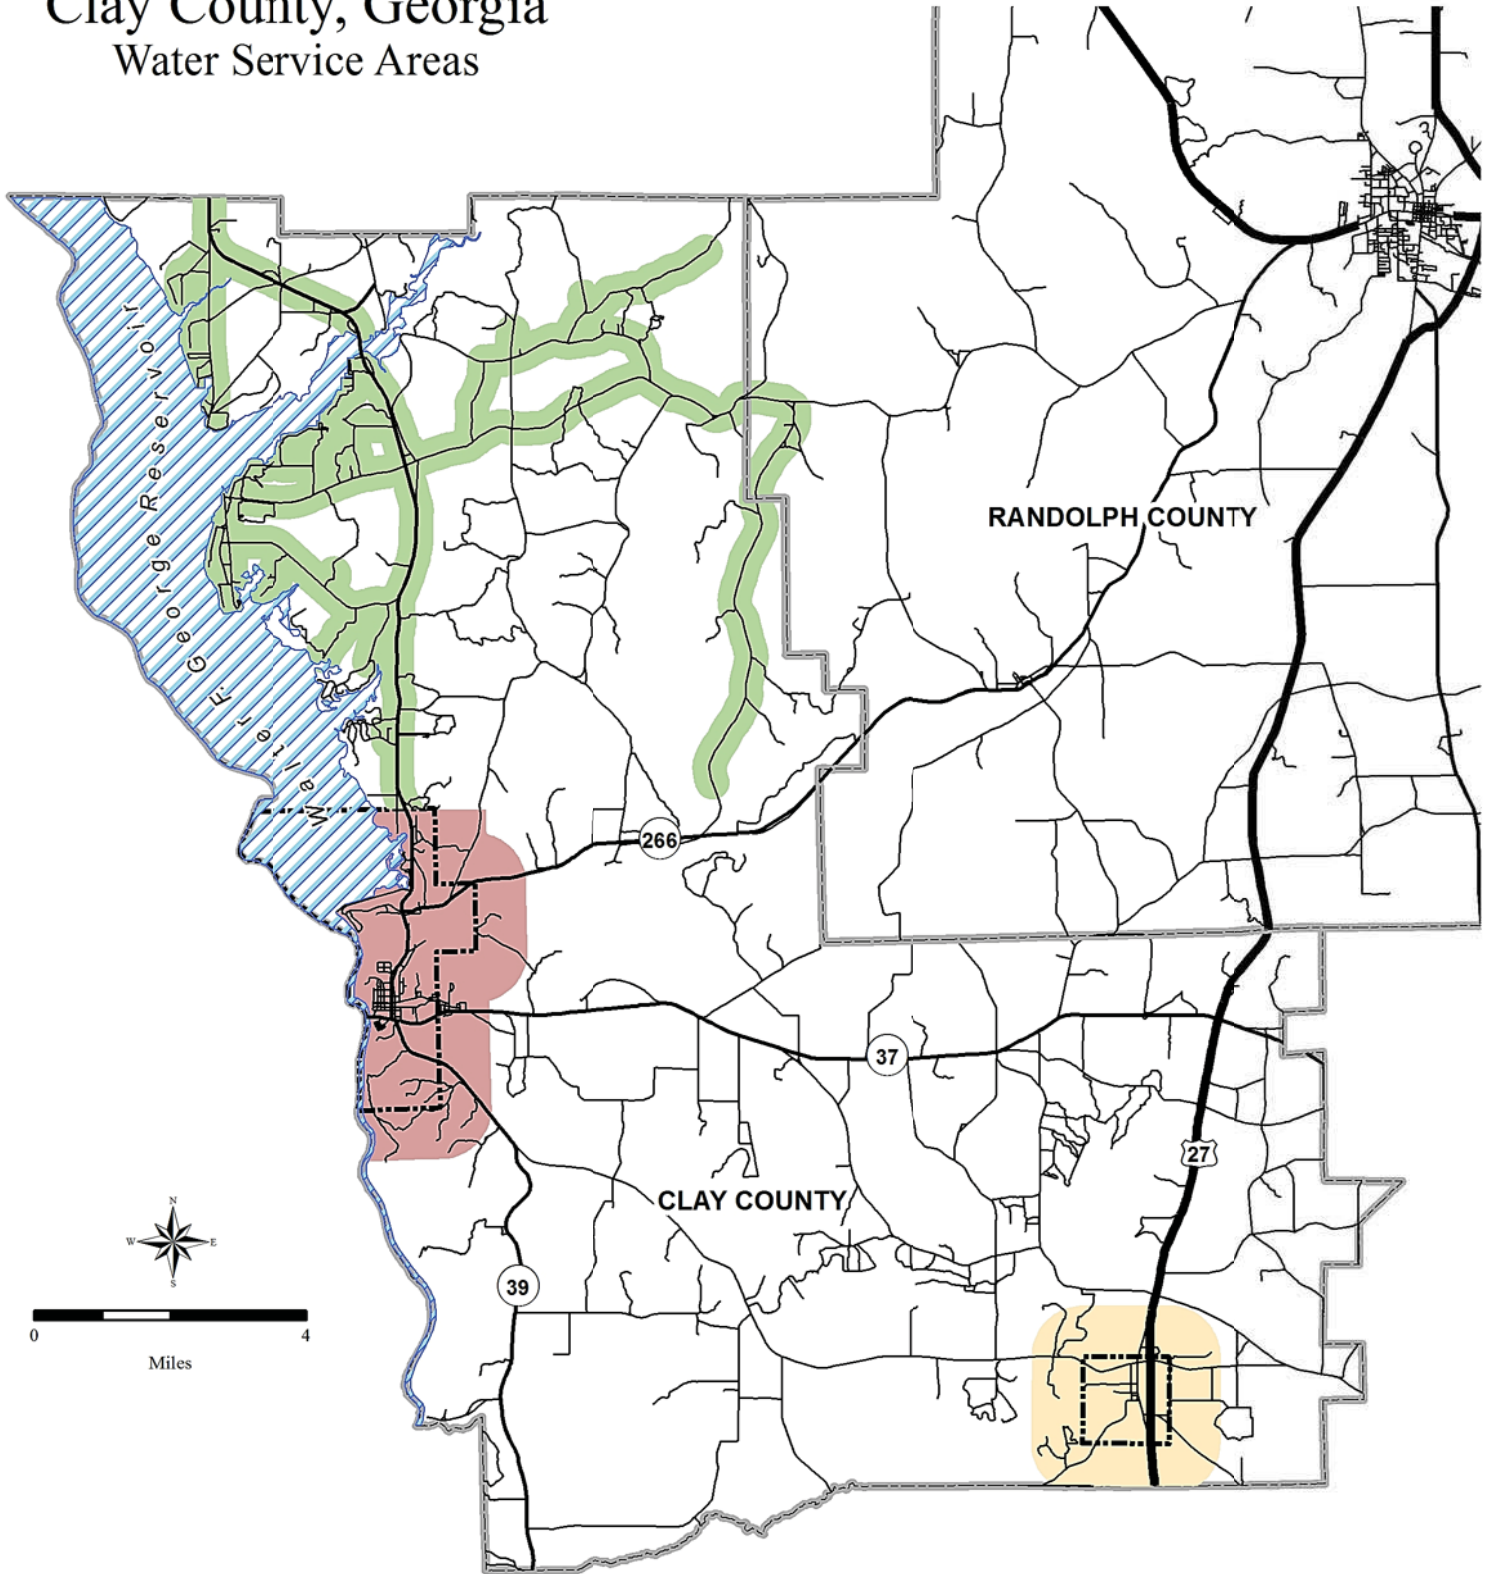 Clay County, Georgia
Water Service Areas
Walter F. George Reservoir
RANDOLPH COUNTY
266
37
27
CLAY COUNTY
39
N
W E
S
0 4
Miles